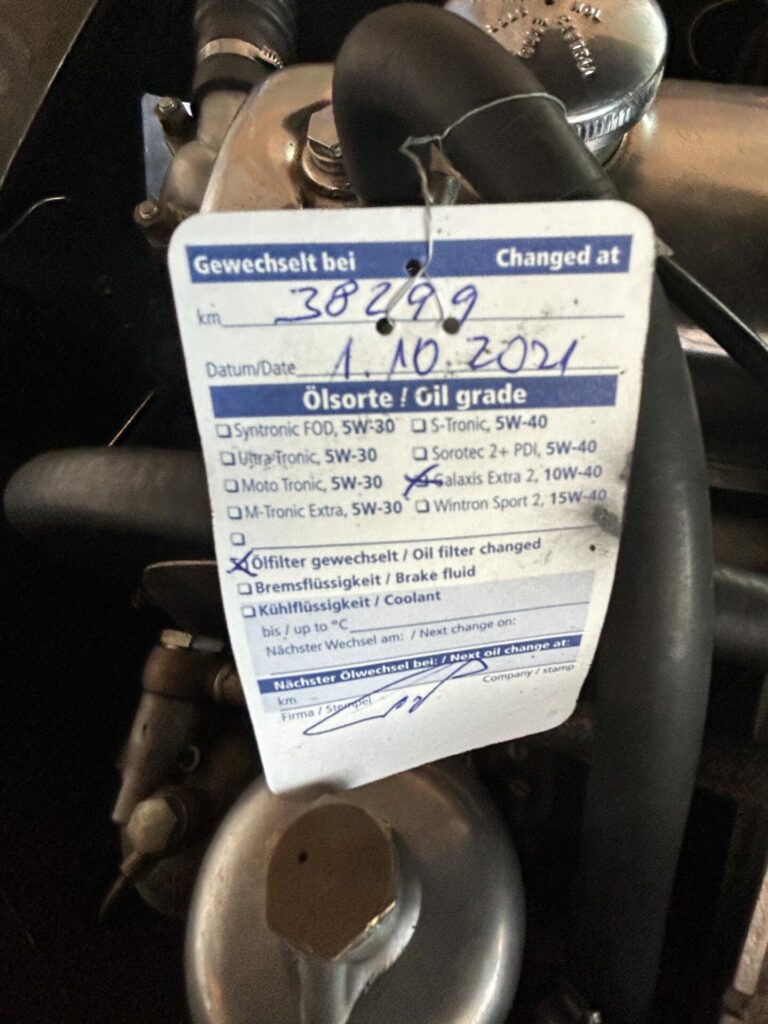 CASTROL
Gewechselt bei Changed at
km 38299
Datum/Date 1.10.2021
Ölsorte / Oil grade
Syntronic FOD, 5W-30 S-Tronic, 5W-40
Ultra-Tronic, 5W-30 Sorotec 2+ PDI, 5W-40
Moto Tronic, 5W-30 Galaxis Extra 2, 10W-40
M-Tronic Extra, 5W-30 Wintron Sport 2, 15W-40
Ölfilter gewechselt / Oil filter changed
Bremsflüssigkeit / Brake fluid
Kühlflüssigkeit / Coolant
bis / up to °C
Nächster Wechsel am: / Next change on:
Nächster Ölwechsel bei: / Next oil change at:
km
Firma / Stempel Company / stamp